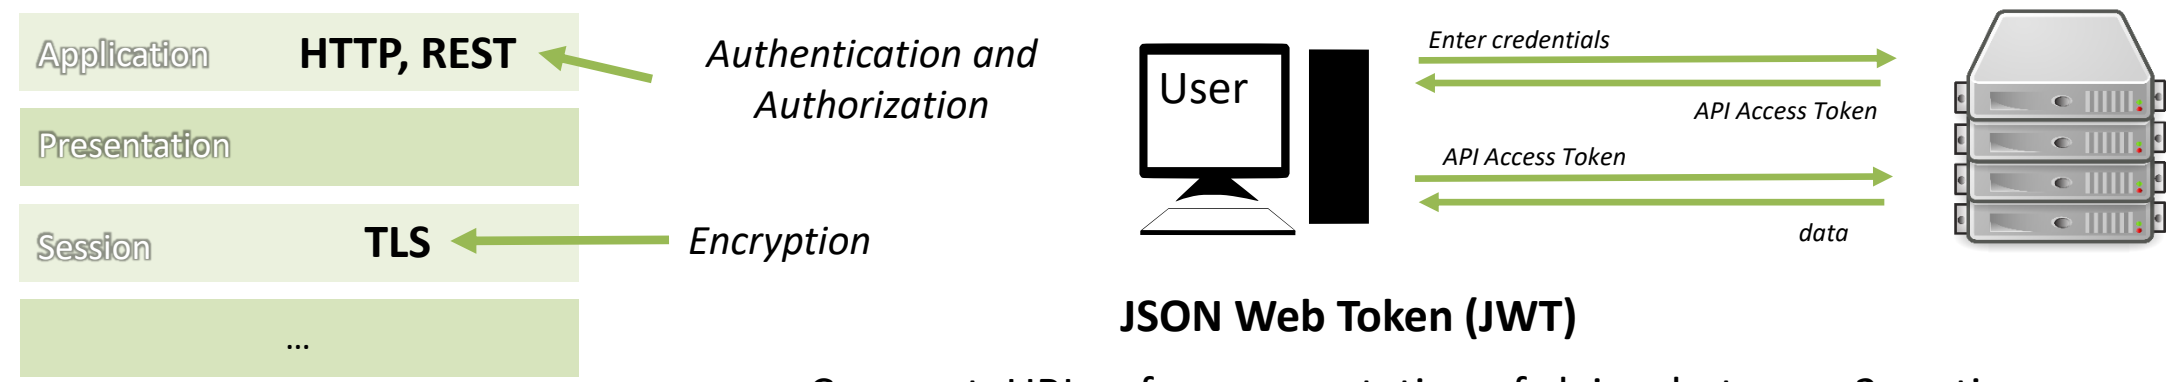 Application HTTP, REST
Presentation
Session TLS
...
Authentication and
Authorization
Encryption
User
Enter credentials
API Access Token
API Access Token
data
JSON Web Token (JWT)